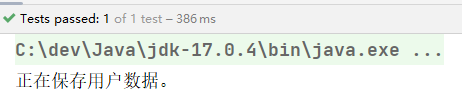 Tests passed: 1 of 1 test – 386 ms
C:\dev\Java\jdk-17.0.4\bin\java.exe ...
正在保存用户数据。